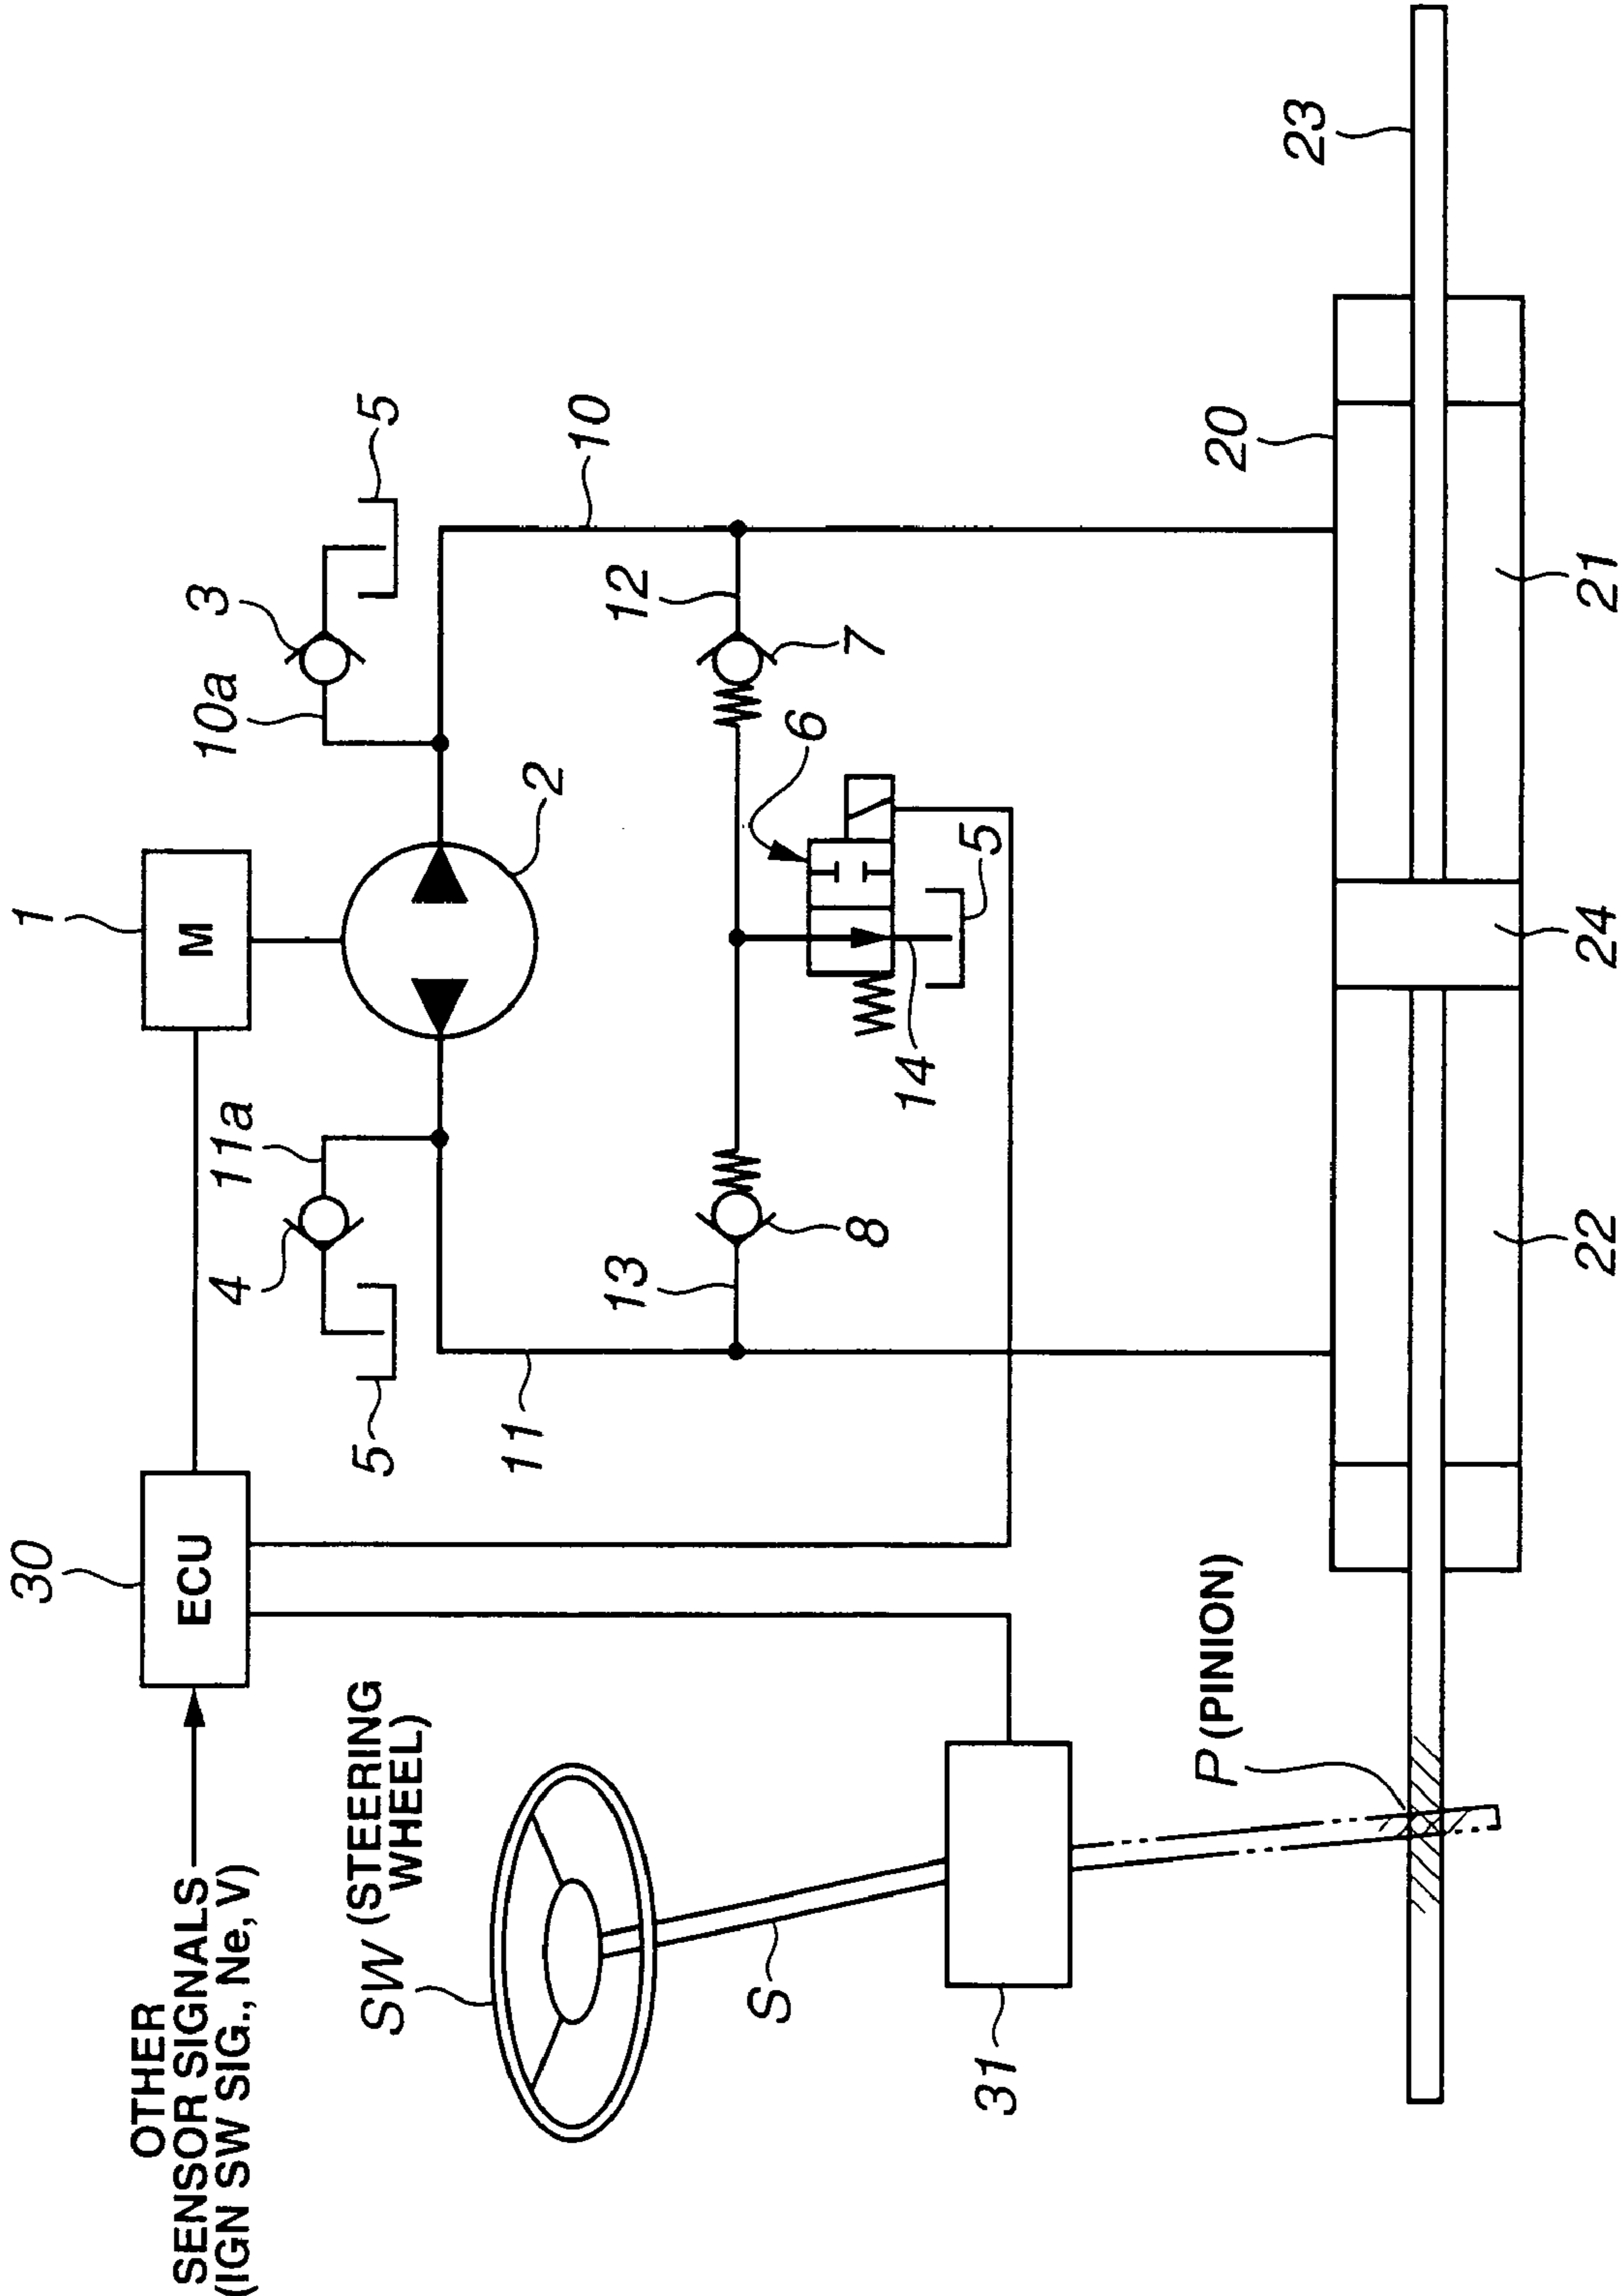 OTHER
SENSOR SIGNALS
(IGN SW SIG., Ne, V)
30
ECU
1
M
11a
4
5
10a
3
5
2
11
10
SW (STEERING
WHEEL)
13
12
8
7
6
14
5
S
31
P (PINION)
20
23
22
24
21